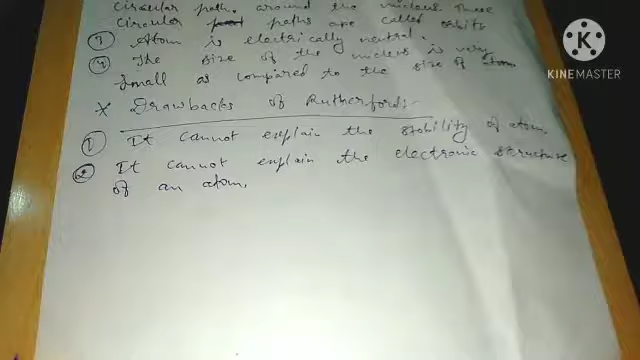 circular path. around the nucleus. These
circular paths are called orbits
③ Atom is electrically neutral.
④ The size of the nucleus is very
small as compared to the size of atom
* Drawbacks of Rutherford:-
① It cannot explain the stability of atom.
② It cannot explain the electronic structure
of an atom.
KINEMASTER